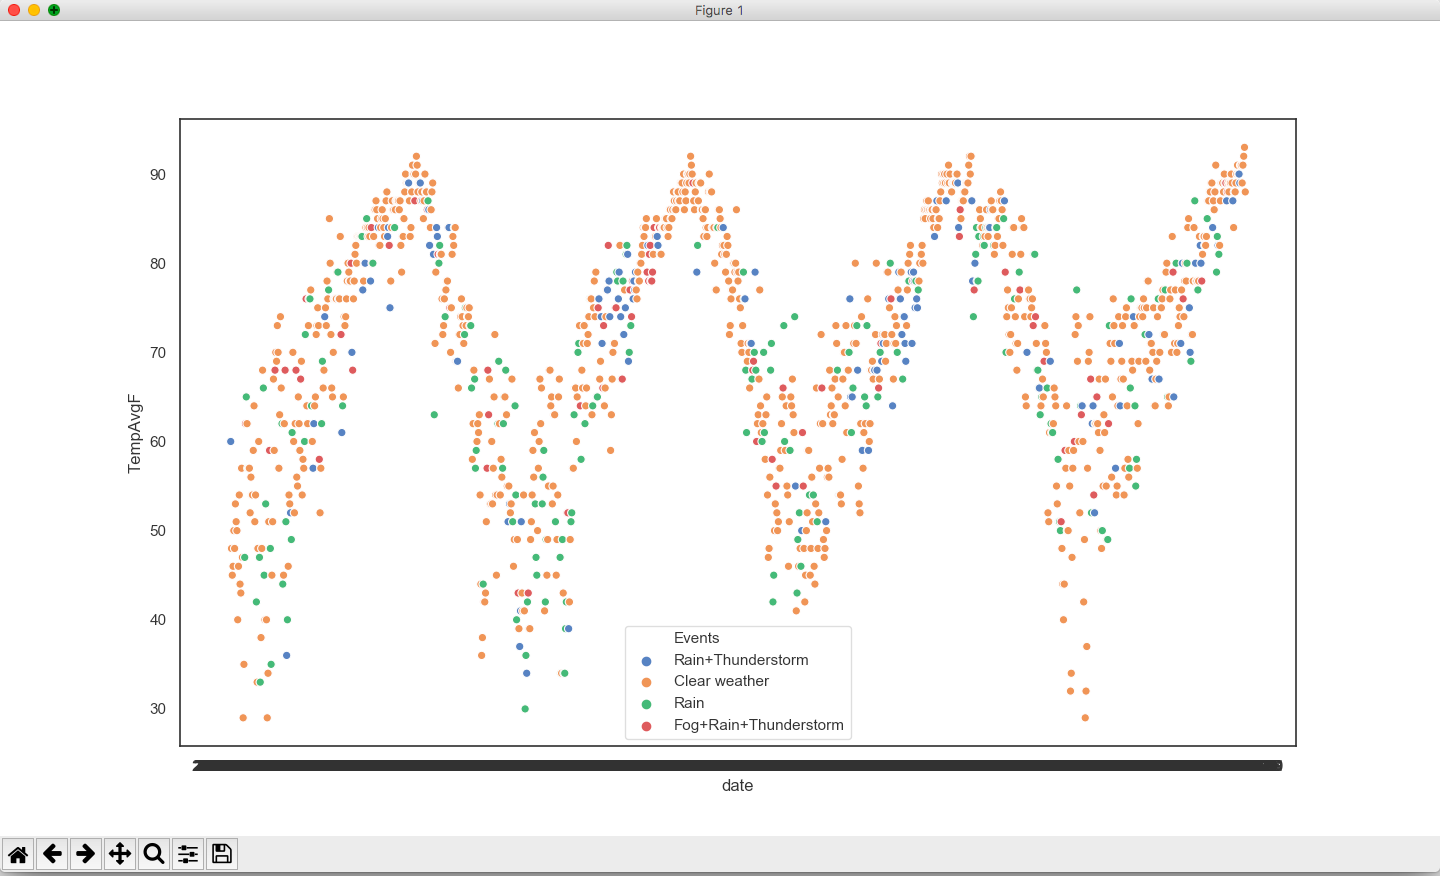 Figure 1
90
80
70
60
50
40
30
TempAvgF
Events
Rain+Thunderstorm
Clear weather
Rain
Fog+Rain+Thunderstorm
date